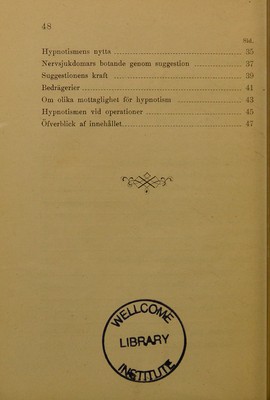 48
Sid.
Hypnotismens nytta 35
Nervsjukdomars botande genom suggestion 37
Suggestionens kraft 39
Bedrägerier 41
Om olika mottaglighet för hypnotism 43
Hypnotismen vid operationer 45
Öfverblick af innehållet 47
WELLCOME
LIBRARY
INSTITUTE